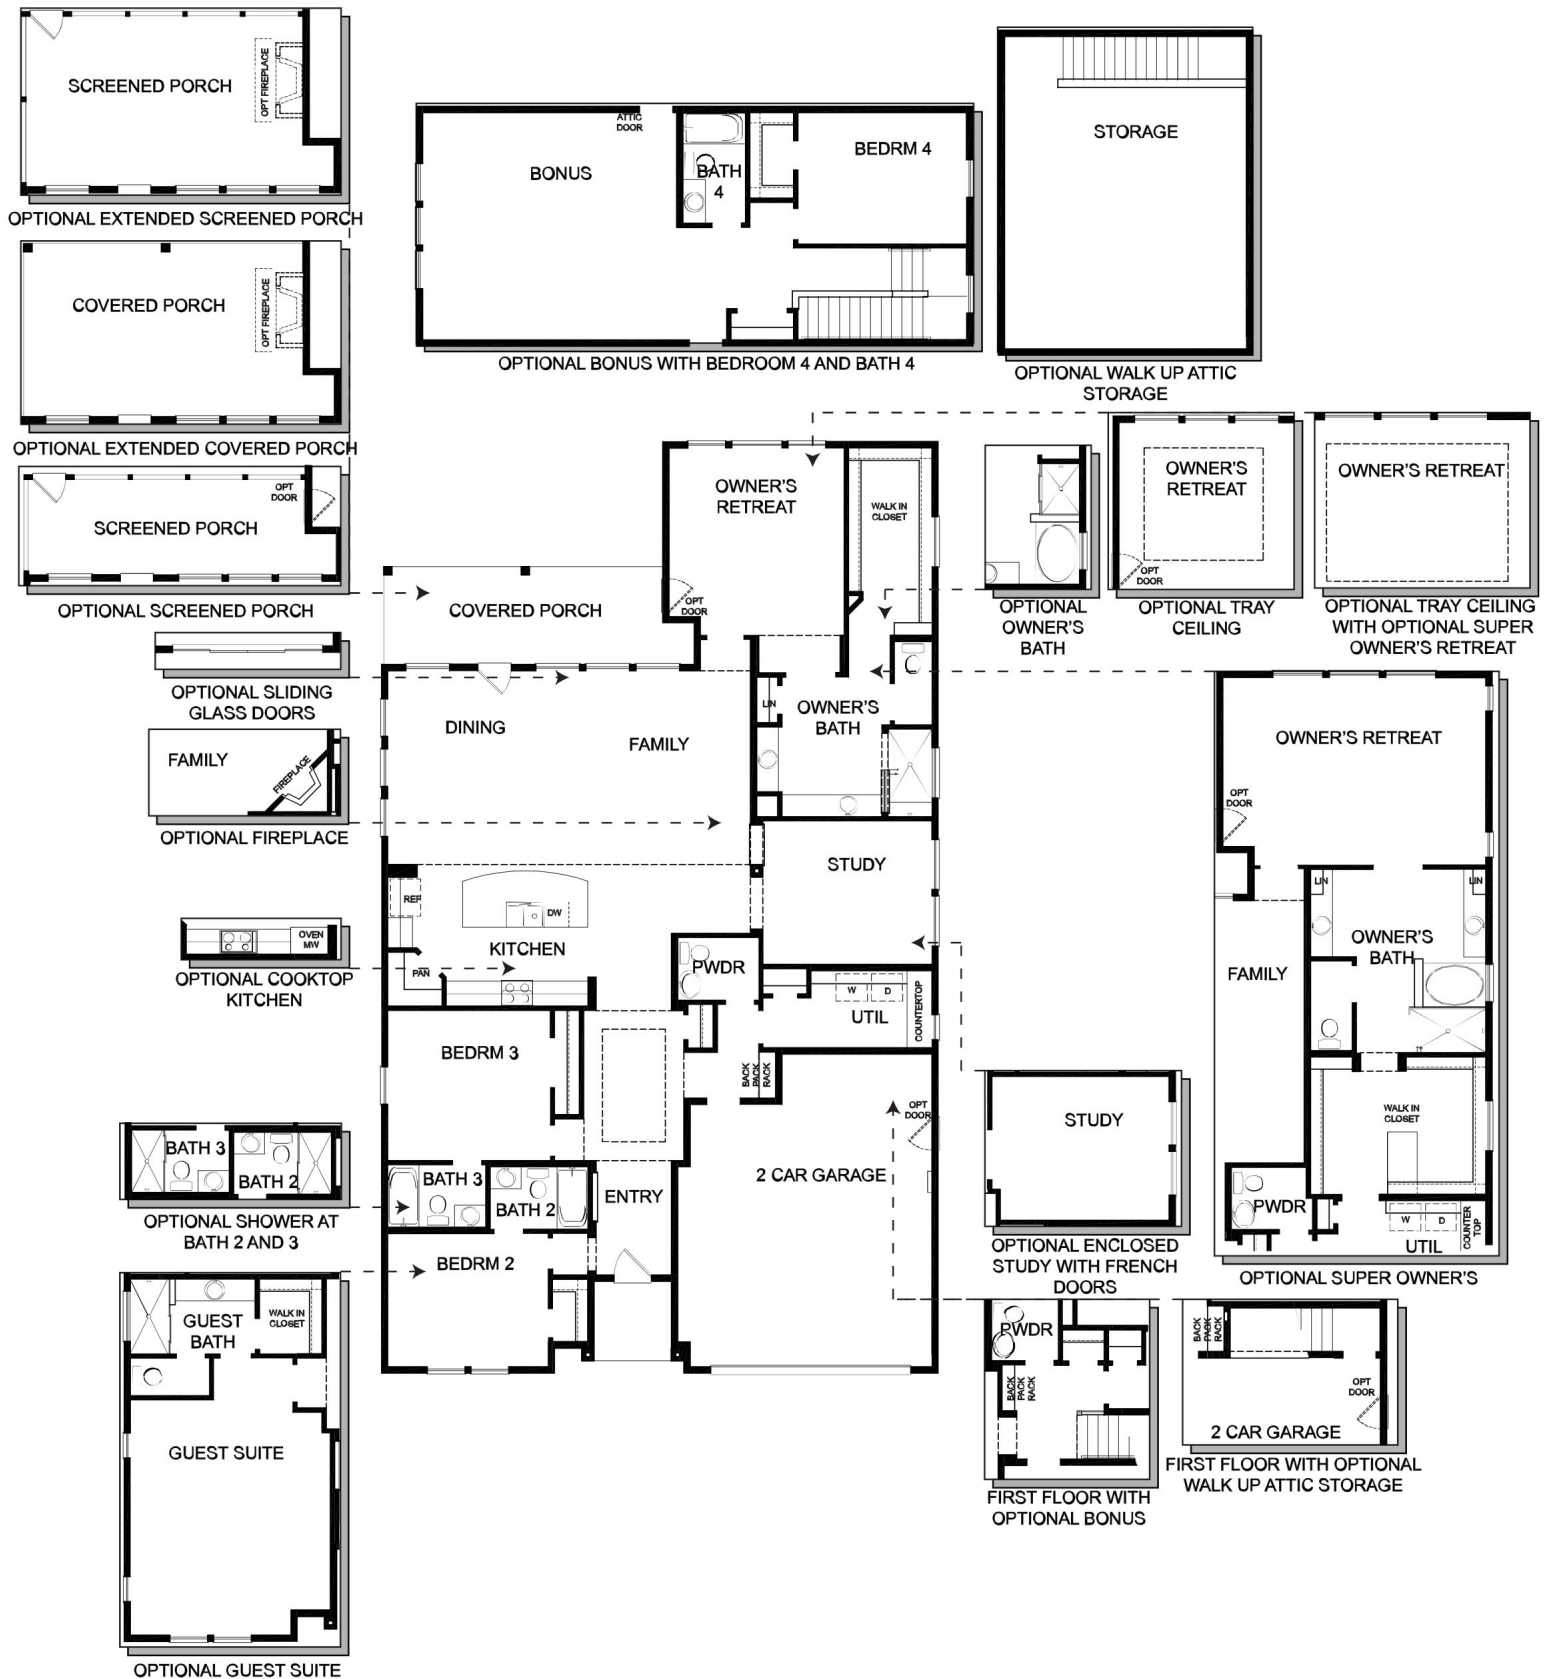 SCREENED PORCH
OPT FIREPLACE
OPTIONAL EXTENDED SCREENED PORCH
COVERED PORCH
OPT FIREPLACE
OPTIONAL EXTENDED COVERED PORCH
OPT
DOOR
SCREENED PORCH
OPTIONAL SCREENED PORCH
OPTIONAL SLIDING
GLASS DOORS
FAMILY
FIREPLACE
OPTIONAL FIREPLACE
OVEN
MW
OPTIONAL COOKTOP
KITCHEN
BATH 3
BATH 2
OPTIONAL SHOWER AT
BATH 2 AND 3
GUEST
BATH
WALK IN
CLOSET
GUEST SUITE
OPTIONAL GUEST SUITE
ATTIC
DOOR
BONUS
BATH
4
BEDRM 4
OPTIONAL BONUS WITH BEDROOM 4 AND BATH 4
STORAGE
OPTIONAL WALK UP ATTIC
STORAGE
OWNER'S
RETREAT
WALK IN
CLOSET
OPT
DOOR
COVERED PORCH
LIN
OWNER'S
BATH
DINING
FAMILY
STUDY
REF
DW
KITCHEN
PAN
PWDR
W
D
UTIL
COUNTERTOP
BEDRM 3
BACK
PACK
RACK
OPT
DOOR
BATH 3
BATH 2
ENTRY
2 CAR GARAGE
BEDRM 2
OPTIONAL
OWNER'S
BATH
OWNER'S
RETREAT
OPT
DOOR
OPTIONAL TRAY
CEILING
OWNER'S RETREAT
OPTIONAL TRAY CEILING
WITH OPTIONAL SUPER
OWNER'S RETREAT
OWNER'S RETREAT
OPT
DOOR
LIN
LIN
OWNER'S
BATH
FAMILY
WALK IN
CLOSET
PWDR
W
D
UTIL
COUNTER
TOP
OPTIONAL SUPER OWNER'S
STUDY
OPTIONAL ENCLOSED
STUDY WITH FRENCH
DOORS
PWDR
BACK
PACK
RACK
FIRST FLOOR WITH
OPTIONAL BONUS
BACK
PACK
RACK
OPT
DOOR
2 CAR GARAGE
FIRST FLOOR WITH OPTIONAL
WALK UP ATTIC STORAGE